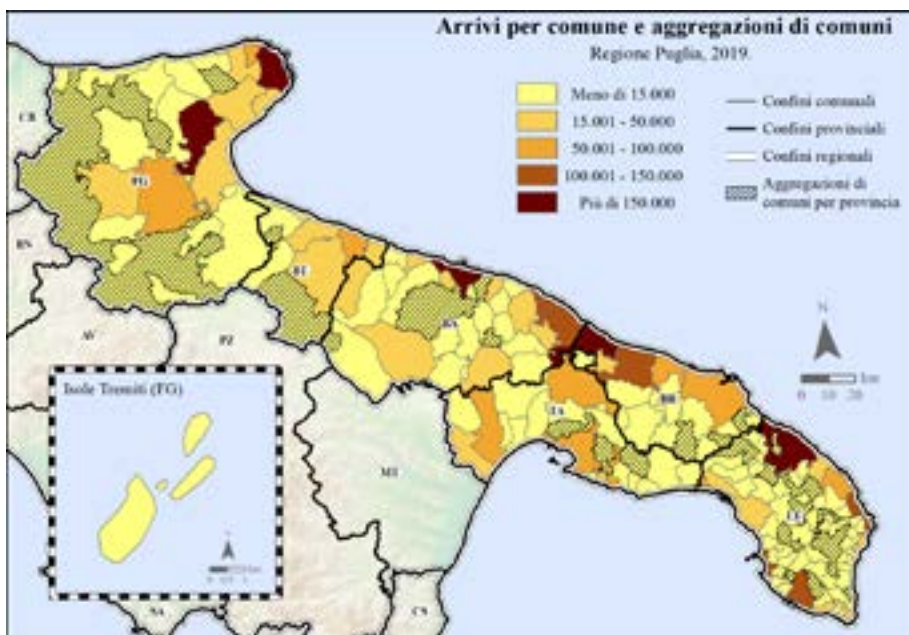 Arrivi per comune e aggregazioni di comuni
Regione Puglia, 2019.
Meno di 15.000
15.001 - 50.000
50.001 - 100.000
100.001 - 150.000
Più di 150.000
Confini comunali
Confini provinciali
Confini regionali
Aggregazioni di
comuni per provincia
CB
FG
BN
BT
BA
AV
PZ
N
km
0 10 20
Isole Tremiti (FG)
TA
BR
MT
LE
NA
CS